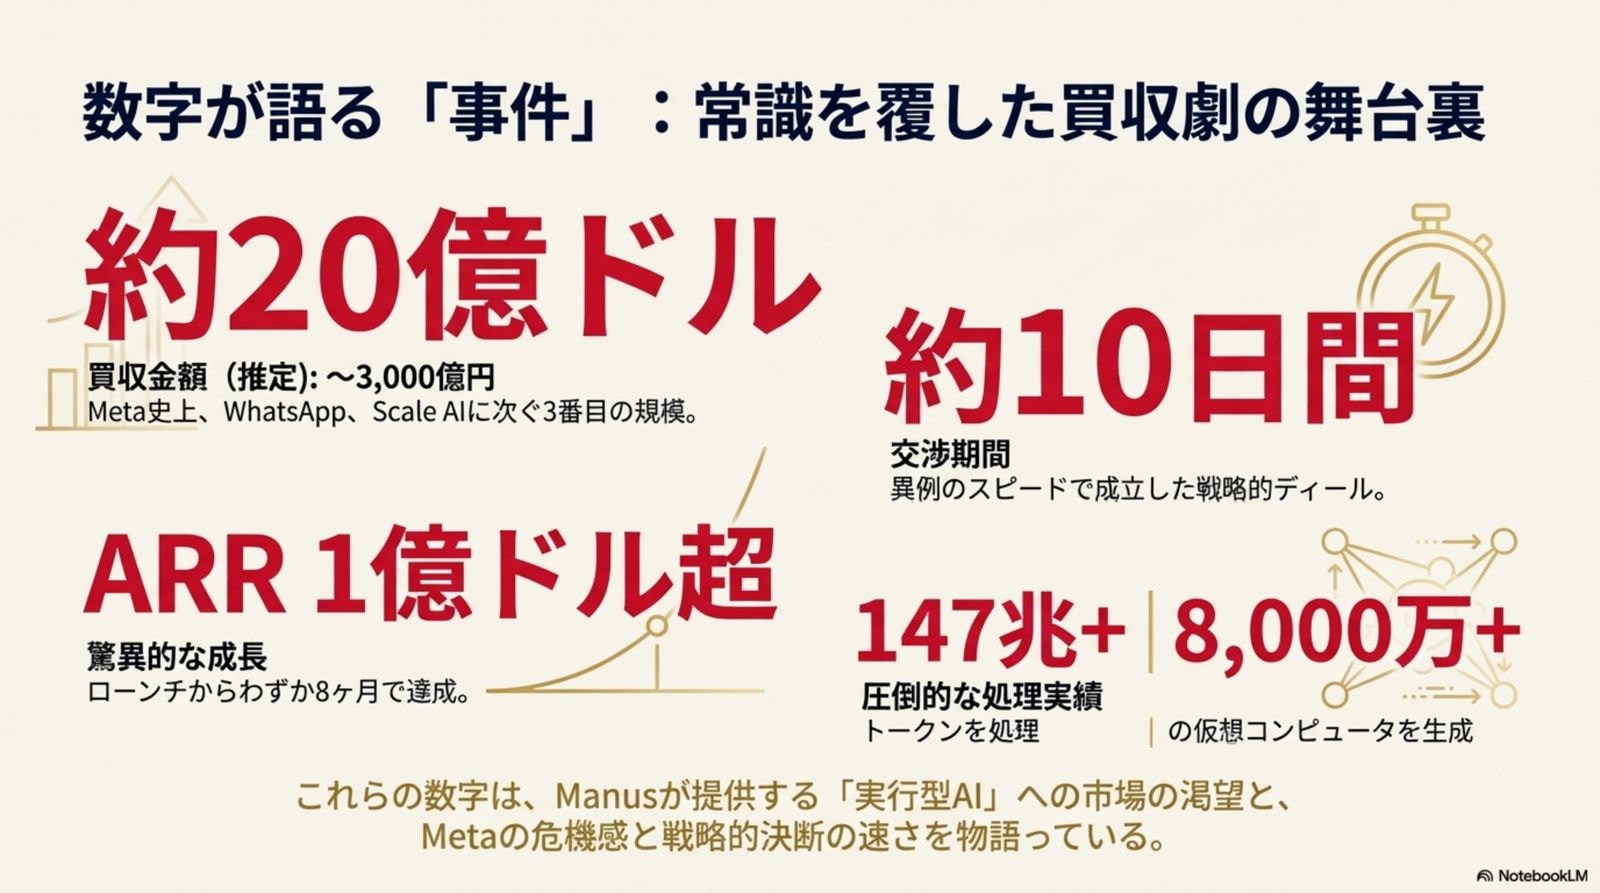 数字が語る「事件」：常識を覆した買収劇の舞台裏
約20億ドル
買収金額（推定): ～3,000億円
Meta史上、WhatsApp、Scale AIに次ぐ3番目の規模。
約10日間
交渉期間
異例のスピードで成立した戦略的ディール。
ARR 1億ドル超
驚異的な成長
ローンチからわずか8ヶ月で達成。
147兆+
8,000万+
圧倒的な処理実績
トークンを処理
の仮想コンピュータを生成
これらの数字は、Manusが提供する「実行型AI」への市場の渇望と、
Metaの危機感と戦略的決断の速さを物語っている。
NotebookLM